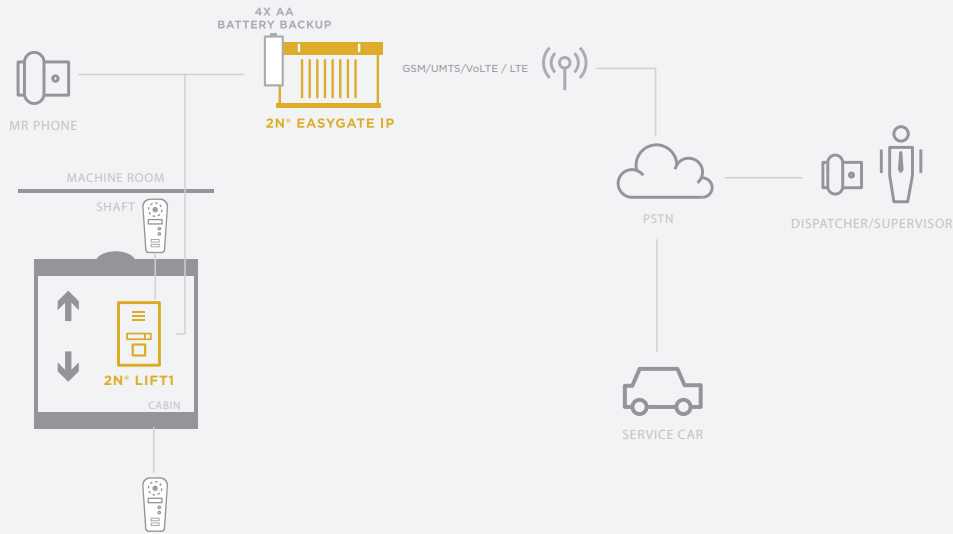 4X AA
BATTERY BACKUP
GSM/UMTS/VoLTE / LTE
MR PHONE
2N® EASYGATE IP
MACHINE ROOM
SHAFT
PSTN
DISPATCHER/SUPERVISOR
2N® LIFT1
CABIN
SERVICE CAR